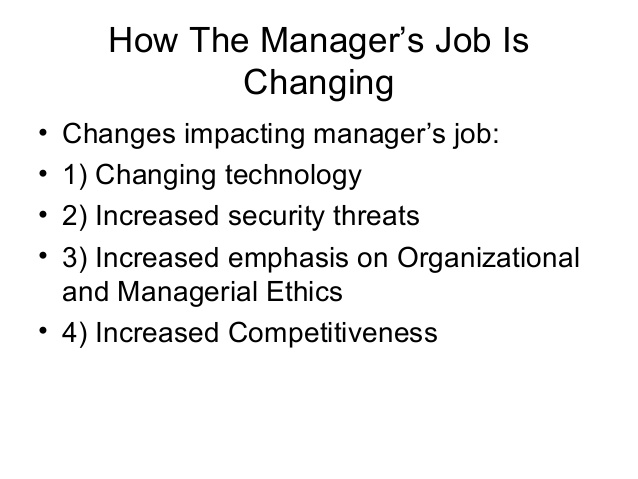 How The Manager’s Job Is
Changing
• Changes impacting manager’s job:
• 1) Changing technology
• 2) Increased security threats
• 3) Increased emphasis on Organizational
and Managerial Ethics
• 4) Increased Competitiveness